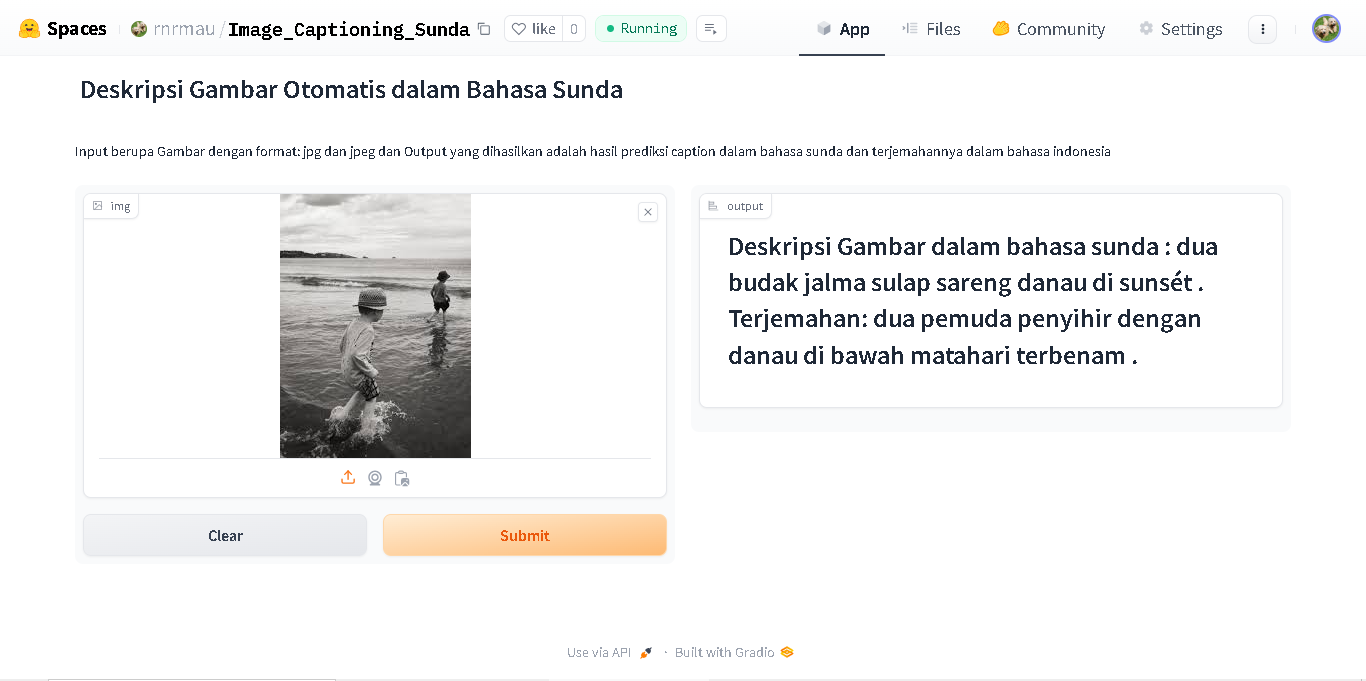 Spaces rnrmau/Image_Captioning_Sunda like 0 Running App Files Community Settings
Deskripsi Gambar Otomatis dalam Bahasa Sunda
Input berupa Gambar dengan format: jpg dan jpeg dan Output yang dihasilkan adalah hasil prediksi caption dalam bahasa sunda dan terjemahannya dalam bahasa indonesia
img
output
Deskripsi Gambar dalam bahasa sunda : dua
budak jalma sulap sareng danau di sunsét .
Terjemahan: dua pemuda penyihir dengan
danau di bawah matahari terbenam .
Clear
Submit
Use via API · Built with Gradio